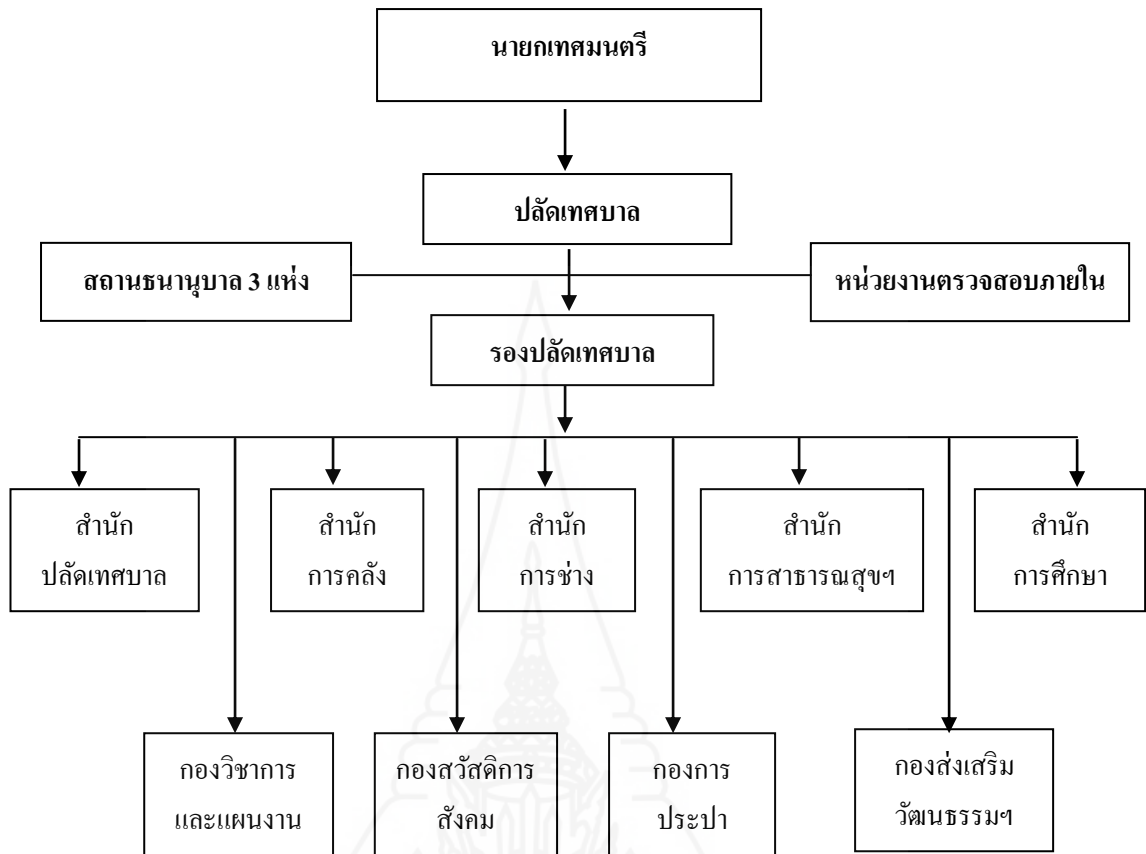 นายกเทศมนตรี
ปลัดเทศบาล
สถานธนานุบาล 3 แห่ง
หน่วยงานตรวจสอบภายใน
รองปลัดเทศบาล
สำนัก
ปลัดเทศบาล
สำนัก
การคลัง
สำนัก
การช่าง
สำนัก
การสาธารณสุขฯ
สำนัก
การศึกษา
กองวิชาการ
และแผนงาน
กองสวัสดิการ
สังคม
กองการ
ประปา
กองส่งเสริม
วัฒนธรรมฯ